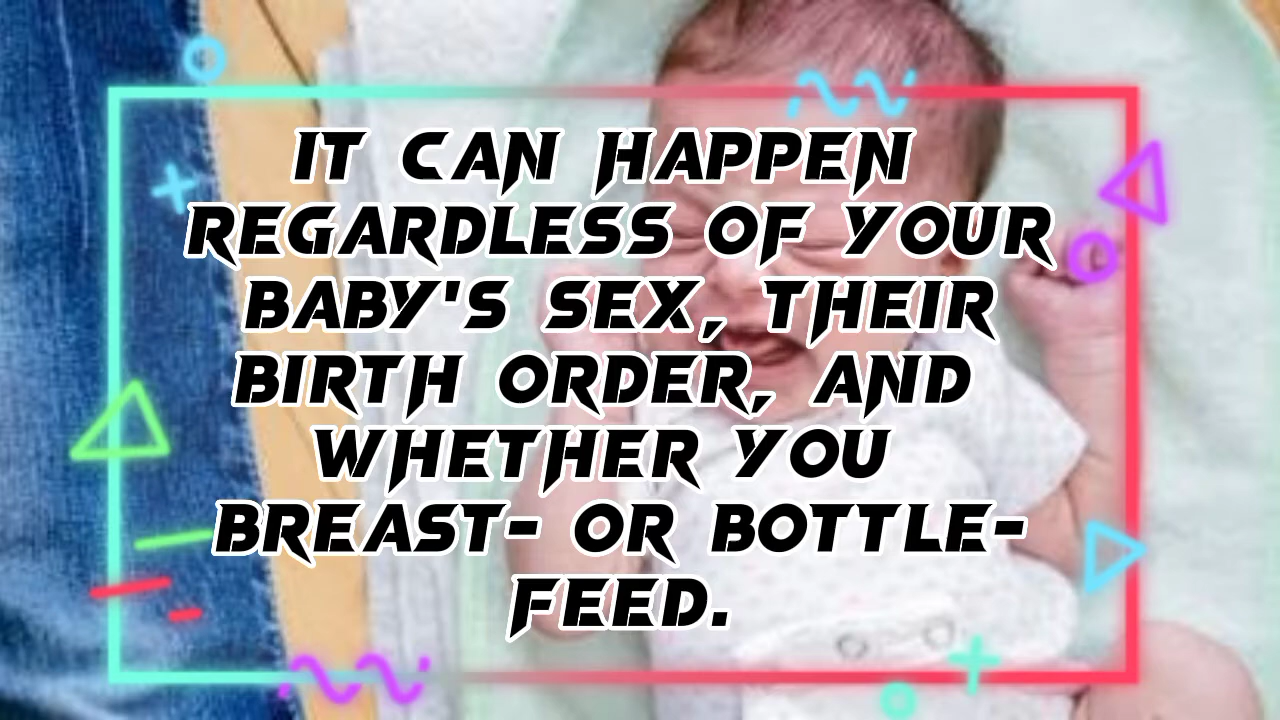 IT CAN HAPPEN
REGARDLESS OF YOUR
BABY'S SEX, THEIR
BIRTH ORDER, AND
WHETHER YOU
BREAST- OR BOTTLE-
FEED.